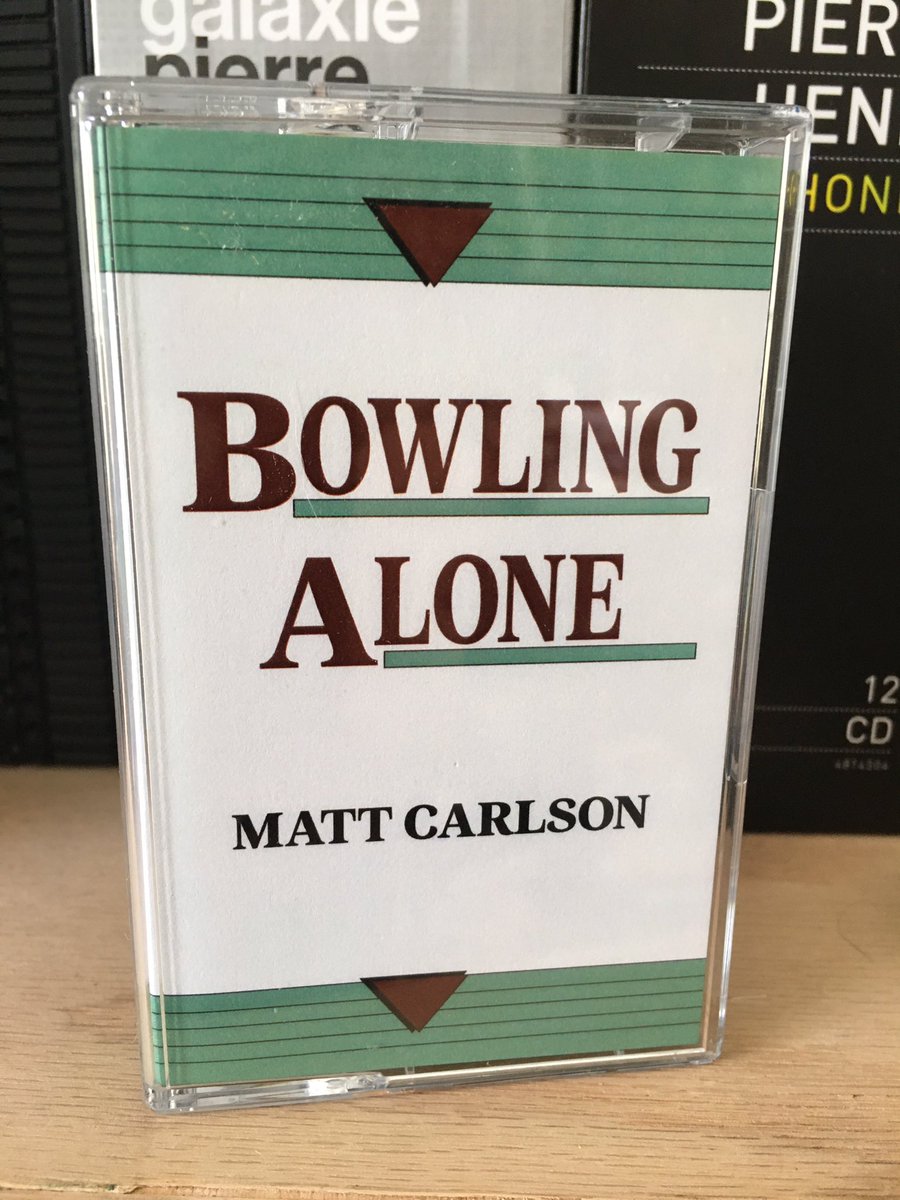 galaxie
pierre
PIER
HEN
HON
BOWLING
ALONE
MATT CARLSON
12
CD